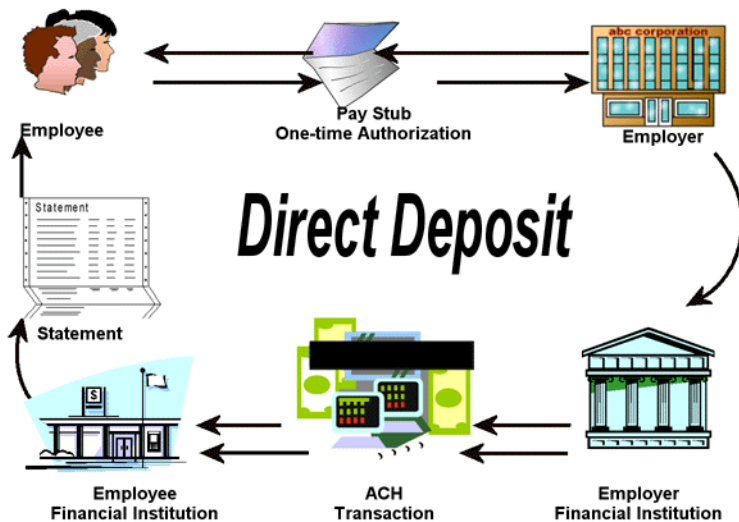 abc corporation
Employee
Pay Stub
One-time Authorization
Employer
Statement
Direct Deposit
Statement
$
Employee
Financial Institution
ACH
Transaction
Employer
Financial Institution